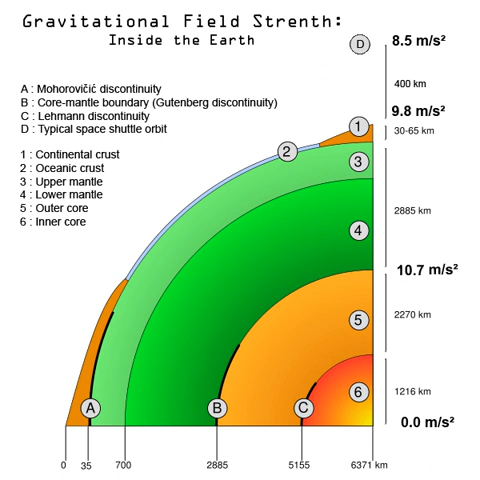 Gravitational Field Strenth:
Inside the Earth
D
8.5 m/s²
400 km
A : Mohorovičić discontinuity
B : Core-mantle boundary (Gutenberg discontinuity)
C : Lehmann discontinuity
D : Typical space shuttle orbit
9.8 m/s²
1
30-65 km
1 : Continental crust
2 : Oceanic crust
3 : Upper mantle
4 : Lower mantle
5 : Outer core
6 : Inner core
2
3
2885 km
4
10.7 m/s²
5
2270 km
6
1216 km
A
B
C
0.0 m/s²
0
35
700
2885
5155
6371 km